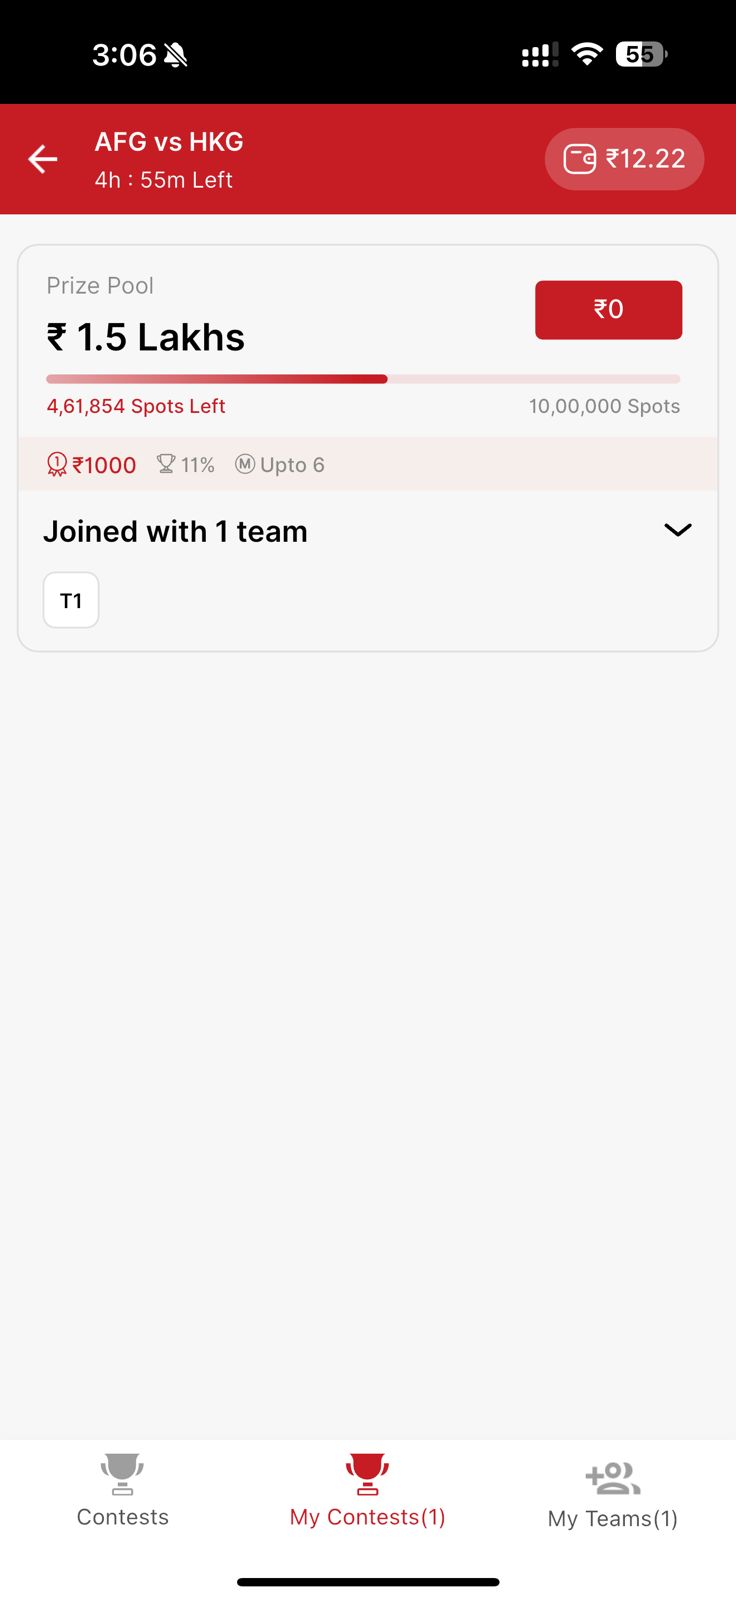 3:06
55
AFG vs HKG
4h : 55m Left
₹12.22
Prize Pool
₹0
₹ 1.5 Lakhs
4,61,854 Spots Left
10,00,000 Spots
1 ₹1000 11% M Upto 6
Joined with 1 team
T1
Contests
My Contests(1)
My Teams(1)